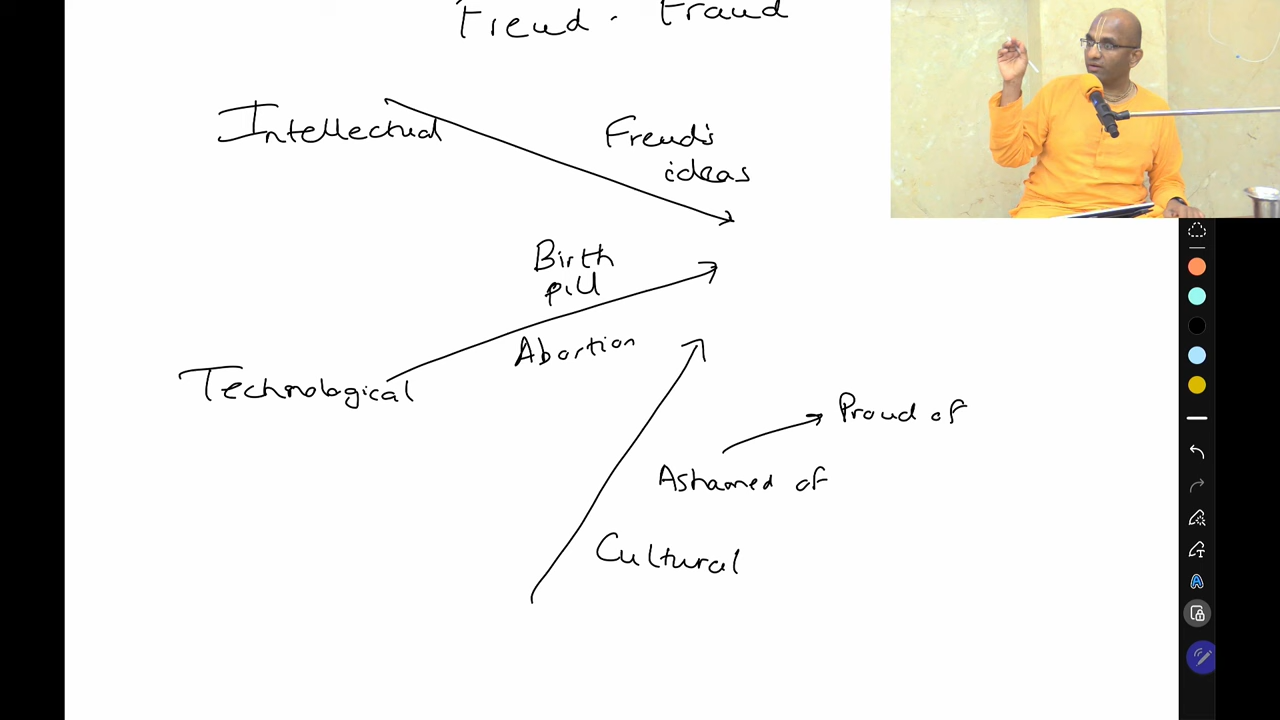 Freud. Fraud
Intellectual
Freud's
ideas
Birth
pill
Abortion
Technological
Proud of
Ashamed of
Cultural